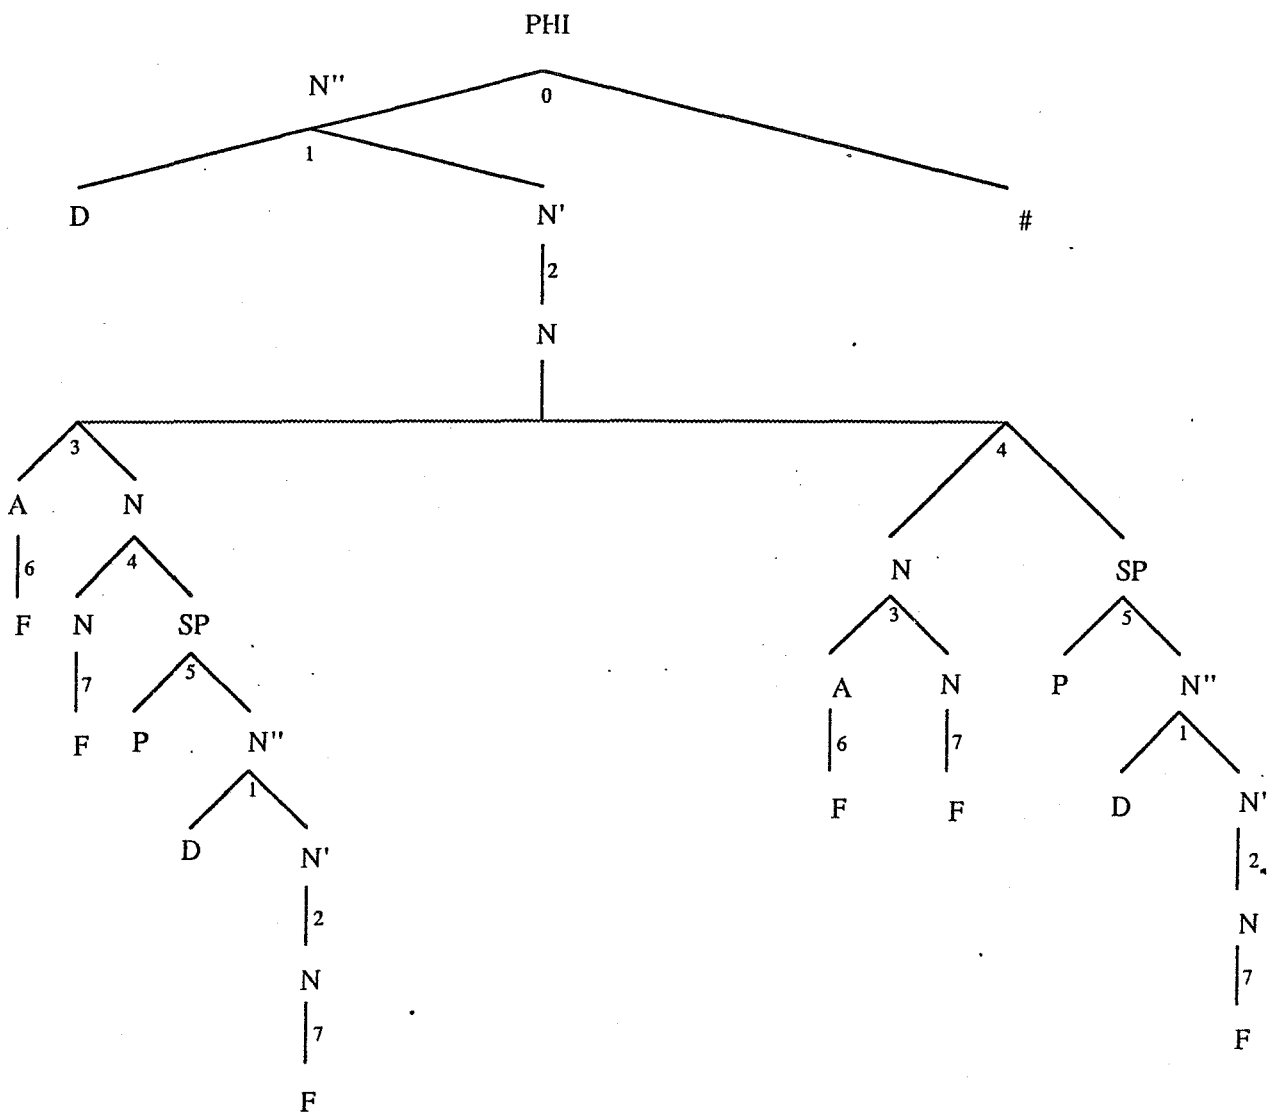 PHI
N"
0
1
D N' #
2
N
3 4
A N
6 4 N SP
F N SP 3 5
7 5 A N P N"
F P N" 6 7 1
1 F F D N'
D N' 2
2 N
N 7
7 F
F